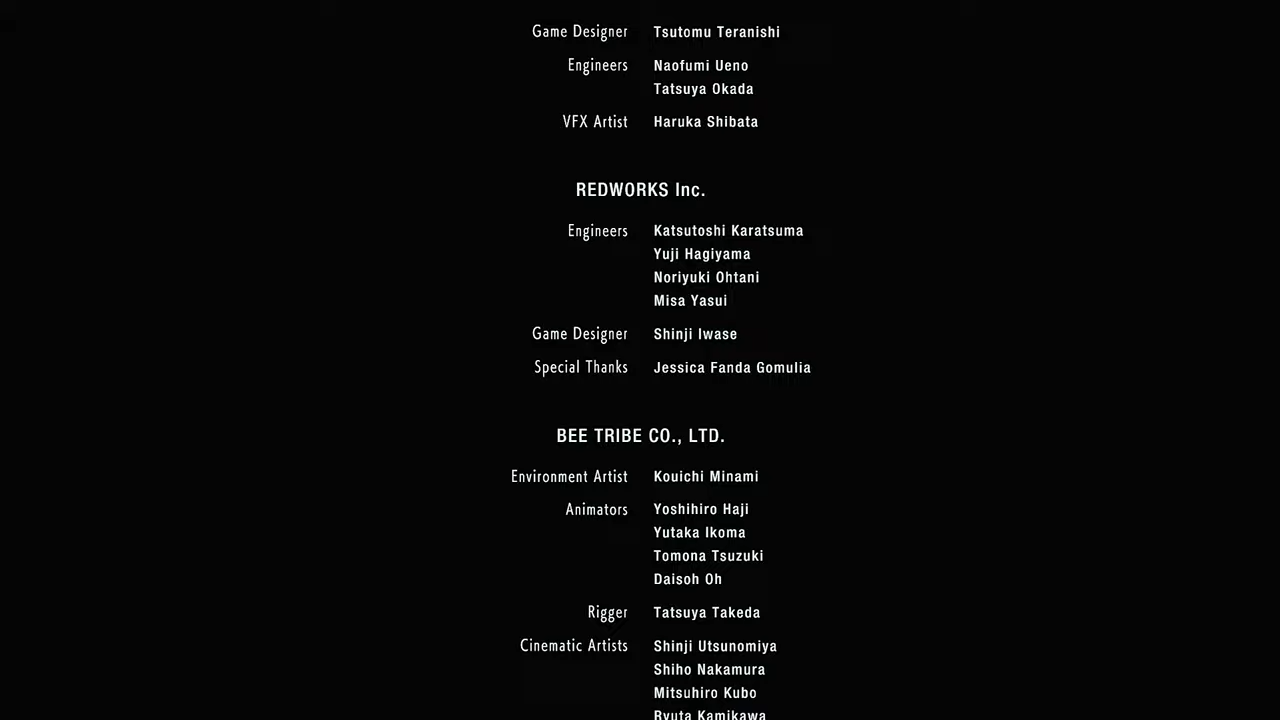 Game Designer Tsutomu Teranishi
Engineers Naofumi Ueno
Tatsuya Okada
VFX Artist Haruka Shibata
REDWORKS Inc.
Engineers Katsutoshi Karatsuma
Yuji Hagiyama
Noriyuki Ohtani
Misa Yasui
Game Designer Shinji Iwase
Special Thanks Jessica Fanda Gomulia
BEE TRIBE CO., LTD.
Environment Artist Kouichi Minami
Animators Yoshihiro Haji
Yutaka Ikoma
Tomona Tsuzuki
Daisoh Oh
Rigger Tatsuya Takeda
Cinematic Artists Shinji Utsunomiya
Shiho Nakamura
Mitsuhiro Kubo
Ryuta Kamikawa